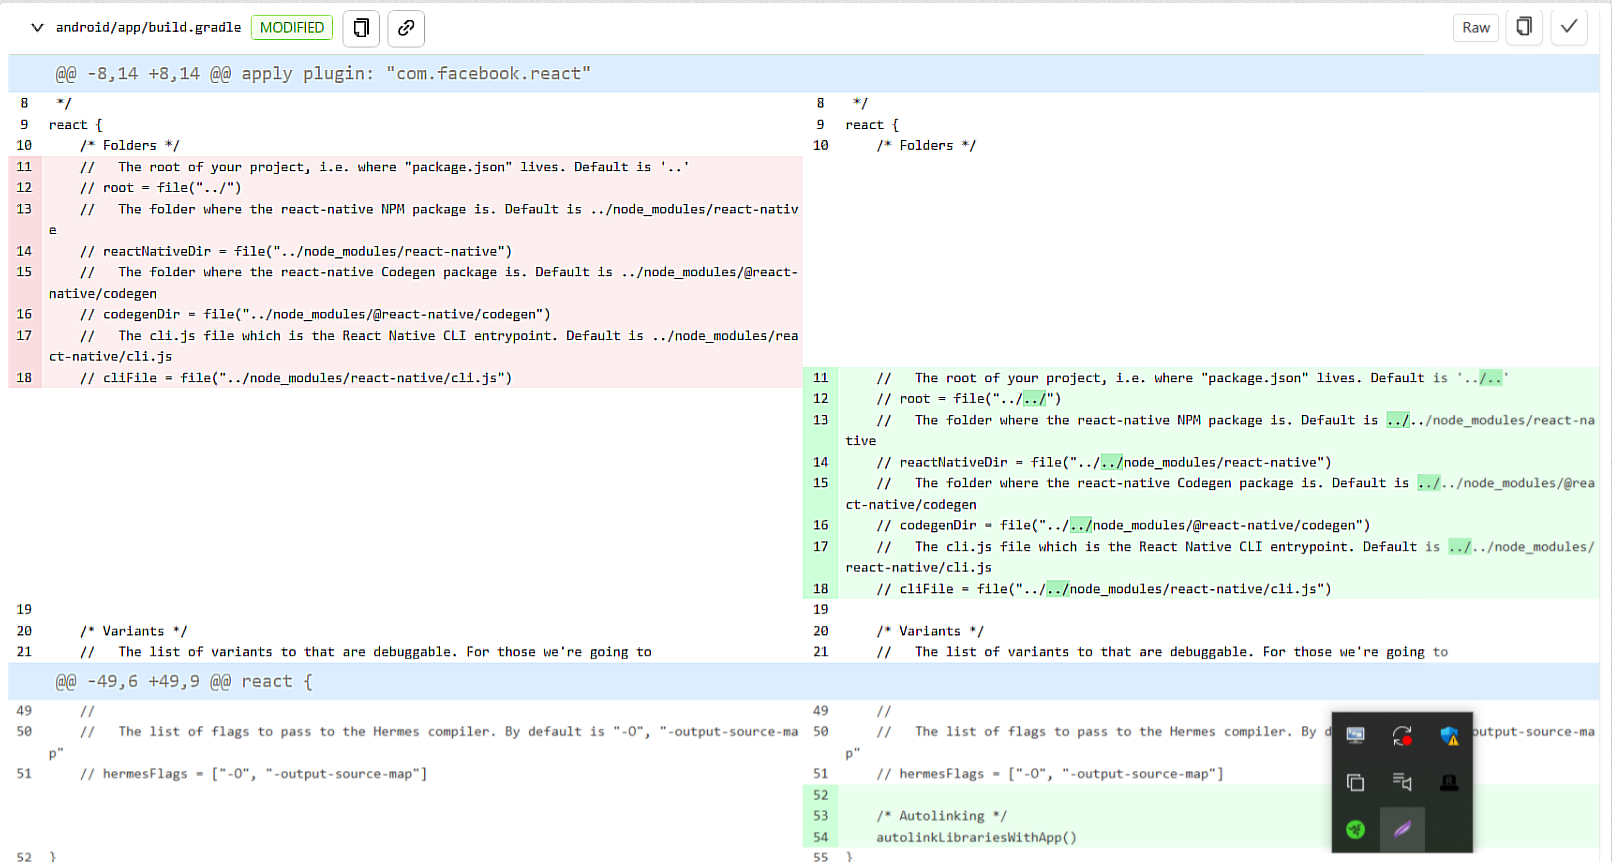 android/app/build.gradle MODIFIED Raw
@@ -8,14 +8,14 @@ apply plugin: "com.facebook.react"
8 */
9 react {
10 /* Folders */
11 // The root of your project, i.e. where "package.json" lives. Default is '..'
12 // root = file("../")
13 // The folder where the react-native NPM package is. Default is ../node_modules/react-nativ
e
14 // reactNativeDir = file("../node_modules/react-native")
15 // The folder where the react-native Codegen package is. Default is ../node_modules/@react-
native/codegen
16 // codegenDir = file("../node_modules/@react-native/codegen")
17 // The cli.js file which is the React Native CLI entrypoint. Default is ../node_modules/rea
ct-native/cli.js
18 // cliFile = file("../node_modules/react-native/cli.js")
19
20 /* Variants */
21 // The list of variants to that are debuggable. For those we're going to
8 */
9 react {
10 /* Folders */
11 // The root of your project, i.e. where "package.json" lives. Default is '../..'
12 // root = file("../../")
13 // The folder where the react-native NPM package is. Default is ../../node_modules/react-na
tive
14 // reactNativeDir = file("../../node_modules/react-native")
15 // The folder where the react-native Codegen package is. Default is ../../node_modules/@rea
ct-native/codegen
16 // codegenDir = file("../../node_modules/@react-native/codegen")
17 // The cli.js file which is the React Native CLI entrypoint. Default is ../../node_modules/
react-native/cli.js
18 // cliFile = file("../../node_modules/react-native/cli.js")
19
20 /* Variants */
21 // The list of variants to that are debuggable. For those we're going to
@@ -49,6 +49,9 @@ react {
49 //
50 // The list of flags to pass to the Hermes compiler. By default is "-O", "-output-source-ma
p"
51 // hermesFlags = ["-O", "-output-source-map"]
52 }
49 //
50 // The list of flags to pass to the Hermes compiler. By d output-source-ma
p"
51 // hermesFlags = ["-O", "-output-source-map"]
52
53 /* Autolinking */
54 autolinkLibrariesWithApp()
55 }